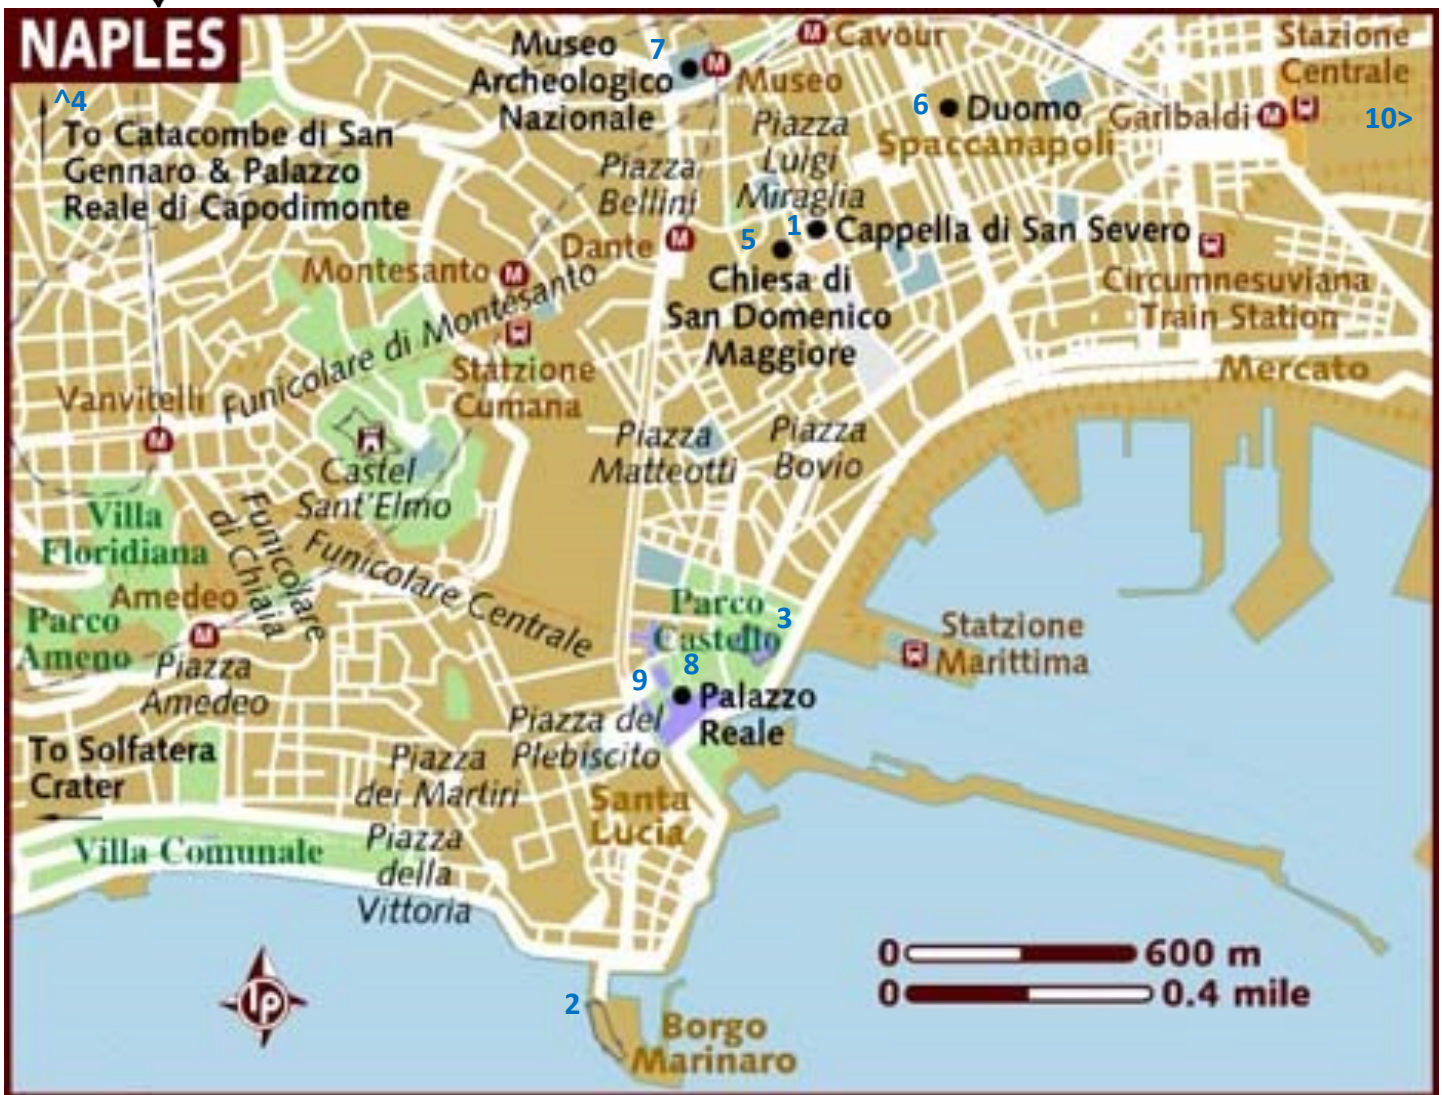 NAPLES
^4
To Catacombe di San
Gennaro & Palazzo
Reale di Capodimonte
Museo
Archeologico
Nazionale
7
Museo
Cavour
Stazione
Centrale
Garibaldi
10>
6
Duomo
Spaccanapoli
Piazza
Luigi
Miraglia
Piazza
Bellini
Dante
5
1
Cappella di San Severo
Chiesa di
San Domenico
Maggiore
Circumnesuviana
Train Station
Mercato
Montesanto
Funicolare di Montesanto
Statzione
Cumana
Vanvitelli
Castel
Sant'Elmo
Piazza
Matteotti
Piazza
Bovio
Villa
Floridiana
Funicolare
di Chiaia
Funicolare Centrale
Amedeo
Parco
Ameno
Piazza
Amedeo
Parco
Castello
3
8
9
Palazzo
Reale
Statzione
Marittima
Piazza del
Plebiscito
To Solfatera
Crater
Piazza
dei Martiri
Santa
Lucia
Villa Comunale
Piazza
della
Vittoria
2
Borgo
Marinaro
lp
0 600 m
0 0.4 mile
M
M
M
M
M
M
M